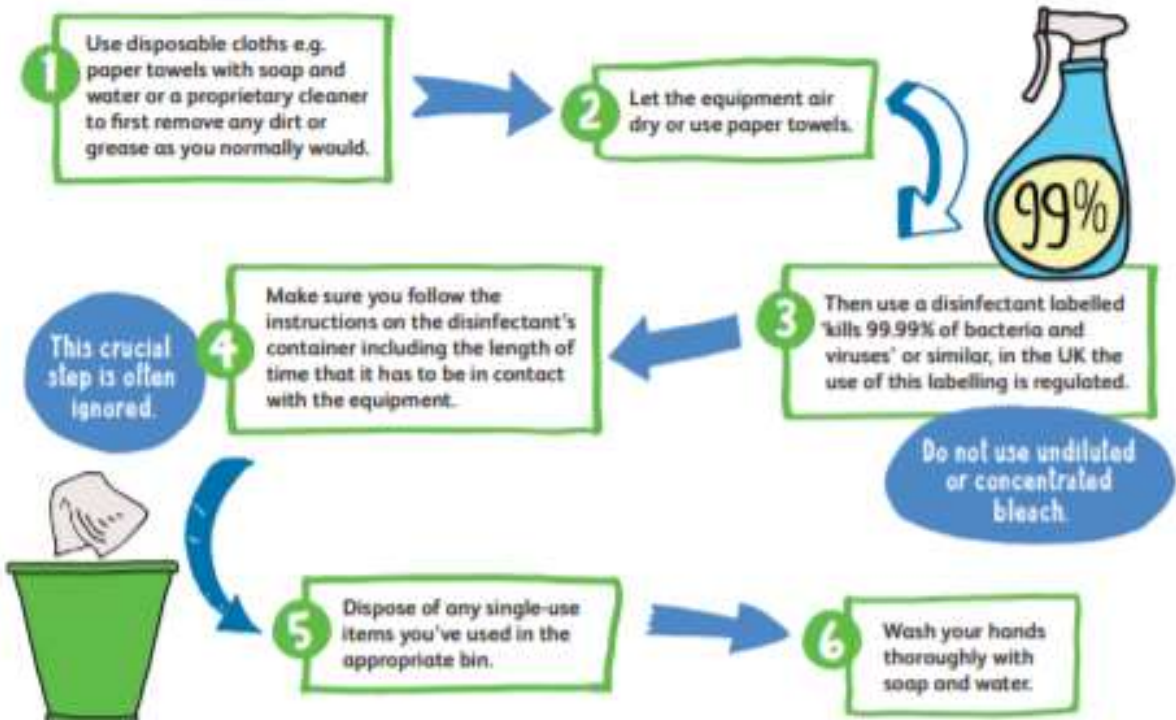 1
Use disposable cloths e.g.
paper towels with soap and
water or a proprietary cleaner
to first remove any dirt or
grease as you normally would.
2
Let the equipment air
dry or use paper towels.
99%
3
Then use a disinfectant labelled
'kills 99.99% of bacteria and
viruses' or similar, in the UK the
use of this labelling is regulated.
Do not use undiluted
or concentrated
bleach.
4
Make sure you follow the
instructions on the disinfectant's
container including the length of
time that it has to be in contact
with the equipment.
This crucial
step is often
ignored.
5
Dispose of any single-use
items you've used in the
appropriate bin.
6
Wash your hands
thoroughly with
soap and water.